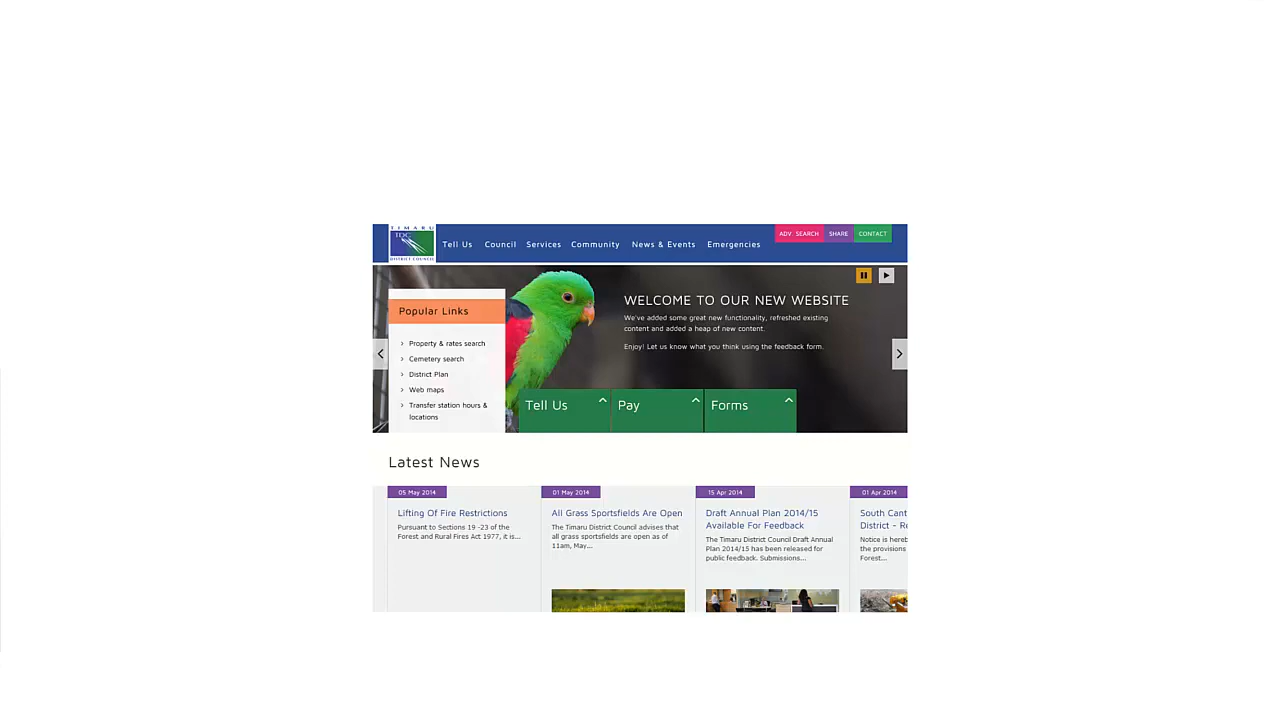 TIMARU
TDC
DISTRICT COUNCIL
Tell Us
Council
Services
Community
News & Events
Emergencies
ADV. SEARCH
SHARE
CONTACT
Popular Links
Property & rates search
Cemetery search
District Plan
Web maps
Transfer station hours &
locations
WELCOME TO OUR NEW WEBSITE
We've added some great new functionality, refreshed existing
content and added a heap of new content.
Enjoy! Let us know what you think using the feedback form.
Tell Us
Pay
Forms
Latest News
05 May 2014
Lifting Of Fire Restrictions
Pursuant to Sections 19 -23 of the
Forest and Rural Fires Act 1977, it is...
01 May 2014
All Grass Sportsfields Are Open
The Timaru District Council advises that
all grass sportsfields are open as of
11am, May...
15 Apr 2014
Draft Annual Plan 2014/15
Available For Feedback
The Timaru District Council Draft Annual
Plan 2014/15 has been released for
public feedback. Submissions...
01 Apr 2014
South Cant
District –
Notice is
the provisions
Forest...